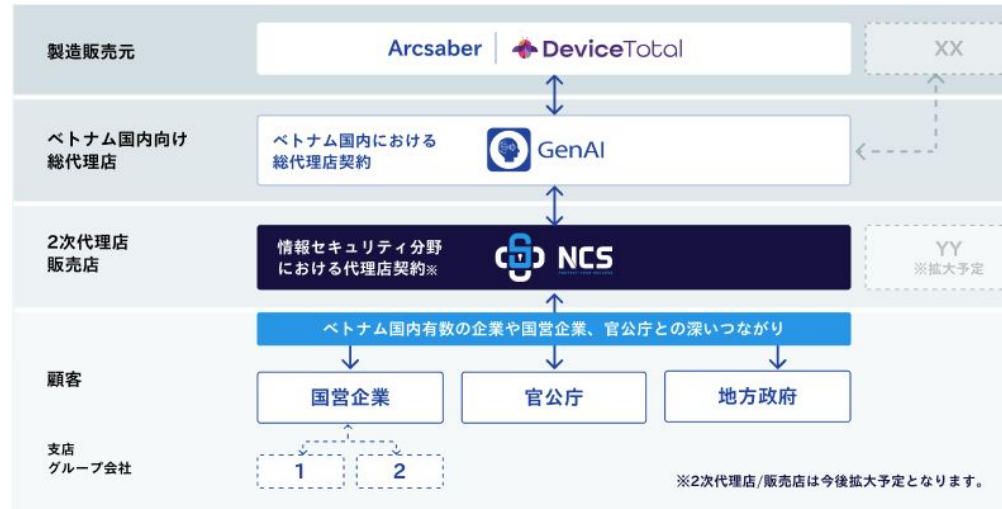 製造販売元
Arcsaber
DeviceTotal
XX
ベトナム国内向け
総代理店
ベトナム国内における
総代理店契約
GenAI
2次代理店
販売店
情報セキュリティ分野
における代理店契約※
NCS
YY
※拡大予定
ベトナム国内有数の企業や国営企業、官公庁との深いつながり
顧客
国営企業
官公庁
地方政府
支店
グループ会社
1
2
※2次代理店/販売店は今後拡大予定となります。